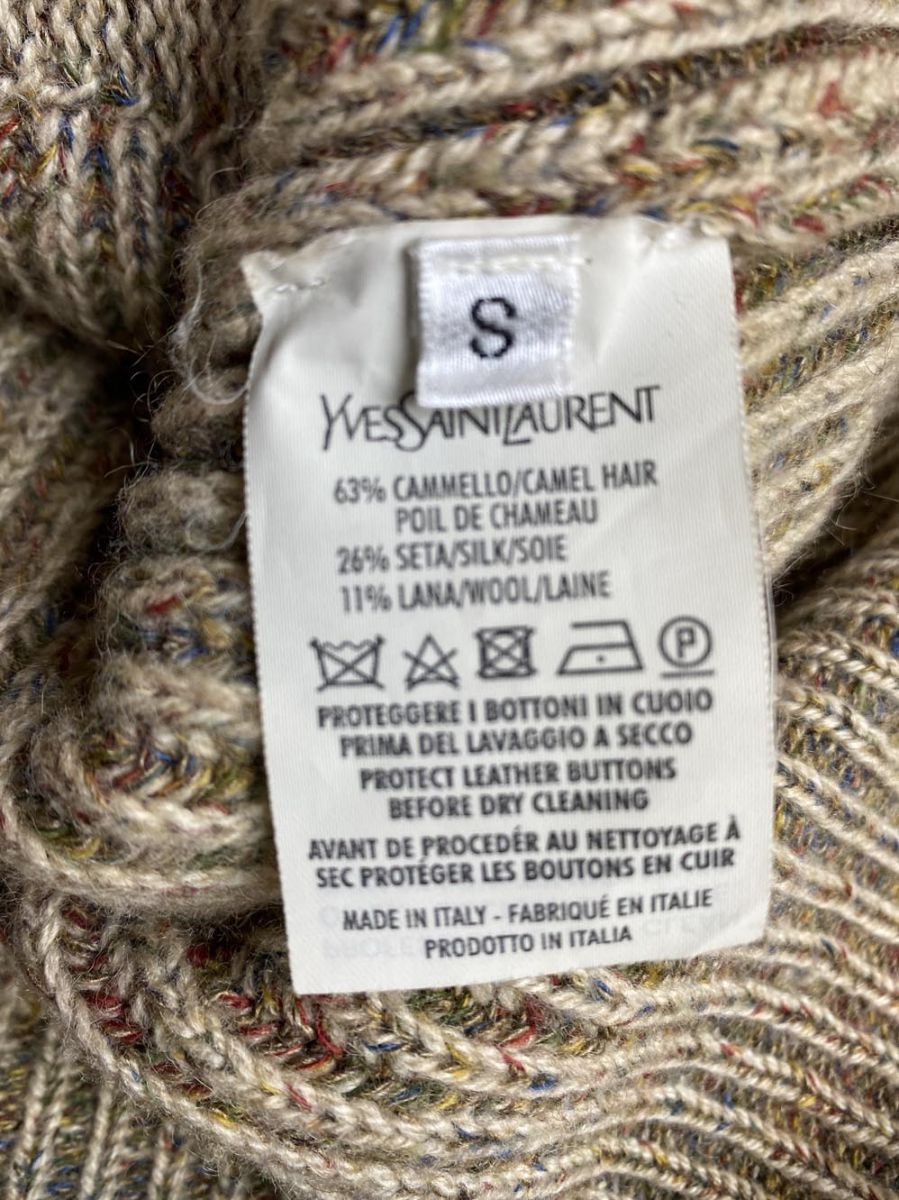 S
YVESSAINTLAURENT
63% CAMMELLO/CAMEL HAIR
POIL DE CHAMEAU
26% SETA/SILK/SOIE
11% LANA/WOOL/LAINE
P
PROTEGGERE I BOTTONI IN CUOIO
PRIMA DEL LAVAGGIO A SECCO
PROTECT LEATHER BUTTONS
BEFORE DRY CLEANING
AVANT DE PROCEDÉR AU NETTOYAGE À
SEC PROTÉGER LES BOUTONS EN CUIR
MADE IN ITALY - FABRIQUÉ EN ITALIE
PRODOTTO IN ITALIA